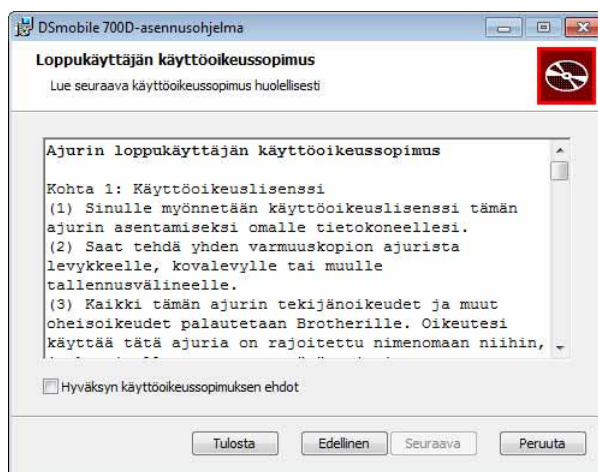 DSmobile 700D-asennusohjelma
Loppukäyttäjän käyttöoikeussopimus
Lue seuraava käyttöoikeussopimus huolellisesti
Ajurin loppukäyttäjän käyttöoikeussopimus
Kohta 1: Käyttöoikeuslisenssi
(1) Sinulle myönnetään käyttöoikeuslisenssi tämän
ajurin asentamiseksi omalle tietokoneellesi.
(2) Saat tehdä yhden varmuuskopion ajurista
levykkeelle, kovalevylle tai muulle
tallennusvälineelle.
(3) Kaikki tämän ajurin tekijänoikeudet ja muut
oheisoikeudet palautetaan Brotherille. Oikeutesi
käyttää tätä ajuria on rajoitettu nimenomaan niihin,
Hyväksyn käyttöoikeussopimuksen ehdot
Tulosta Edellinen Seuraava Peruuta